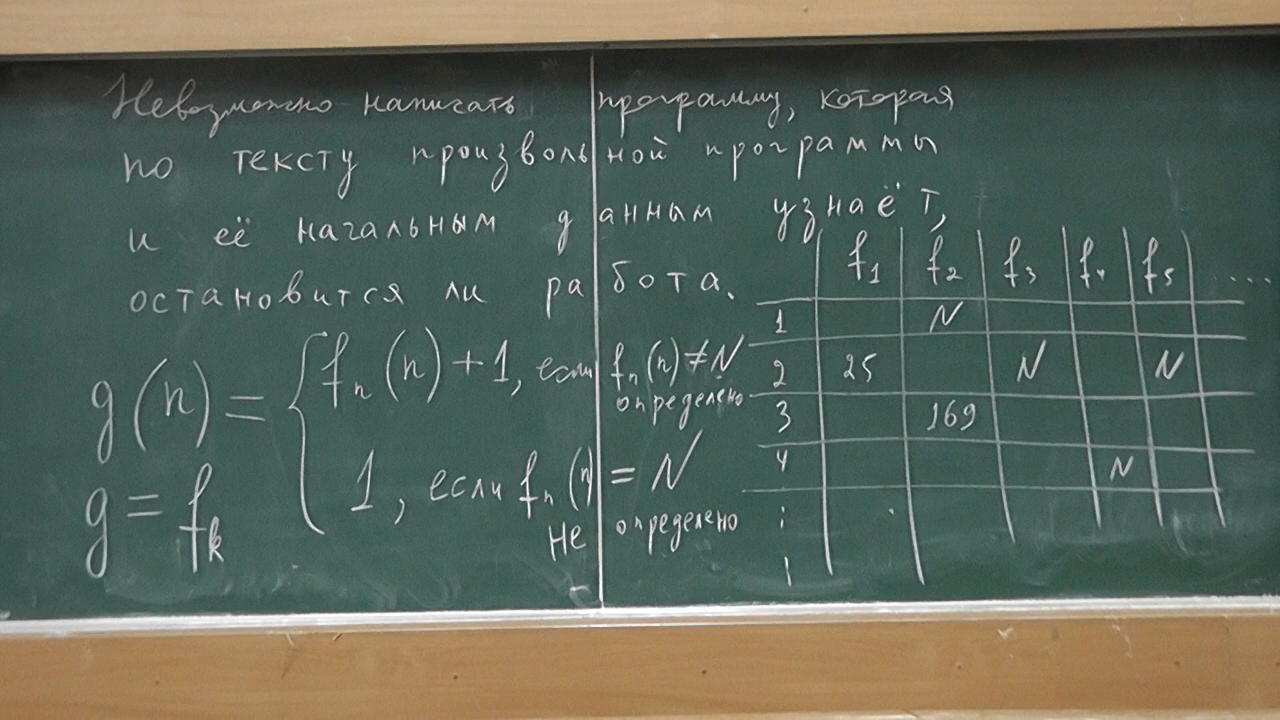 Невозможно написать программу, которая
по тексту произвольной программы
и её начальным данным узнаёт,
остановится ли работа.
g(n) = { fₙ(n)+1, если fₙ(n) ≠ N
определено
1, если fₙ(n) = N
не определено
g = fₖ
f₁ f₂ f₃ f₄ f₅ ....
1 N
2 25 N N
3 169
4 N